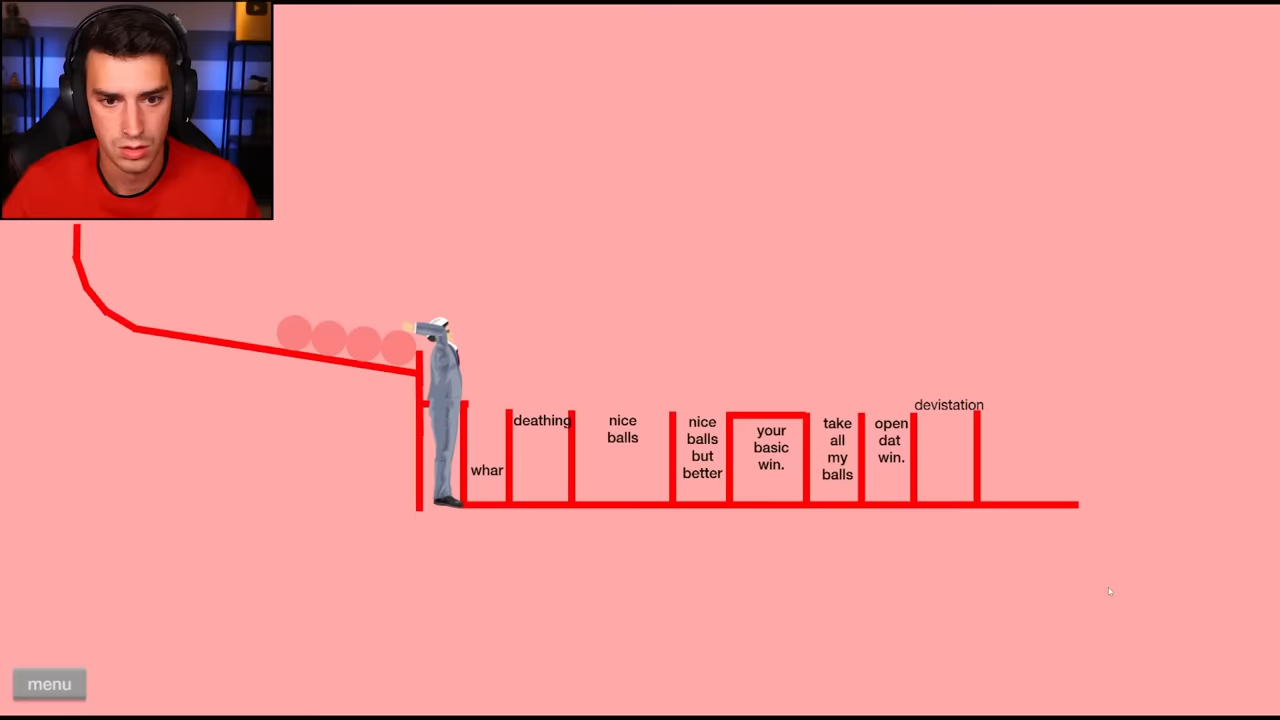 devistation
deathing
nice
balls
nice
balls
but
better
your
basic
win.
take
all
my
balls
open
dat
win.
whar
menu